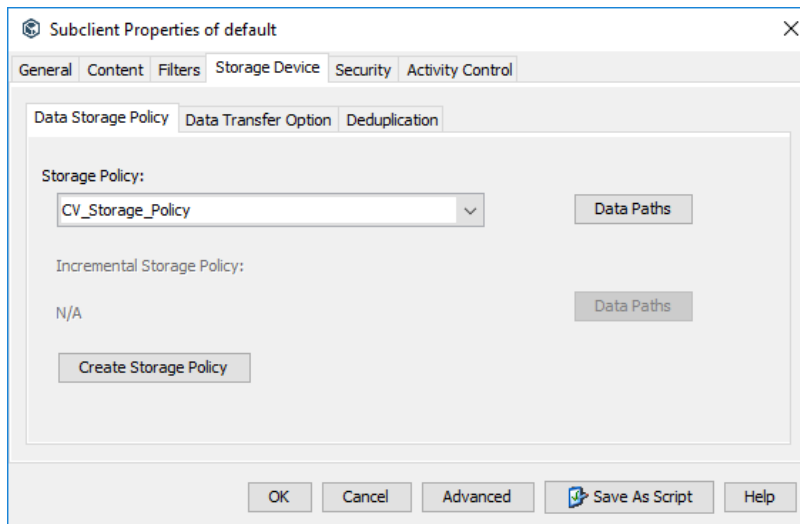 Subclient Properties of default
General Content Filters Storage Device Security Activity Control
Data Storage Policy Data Transfer Option Deduplication
Storage Policy:
CV_Storage_Policy Data Paths
Incremental Storage Policy:
N/A Data Paths
Create Storage Policy
OK Cancel Advanced Save As Script Help